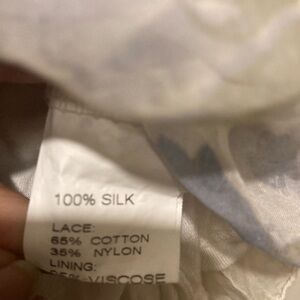 100% SILK
LACE:
65% COTTON
35% NYLON
LINING:
VISCOSE